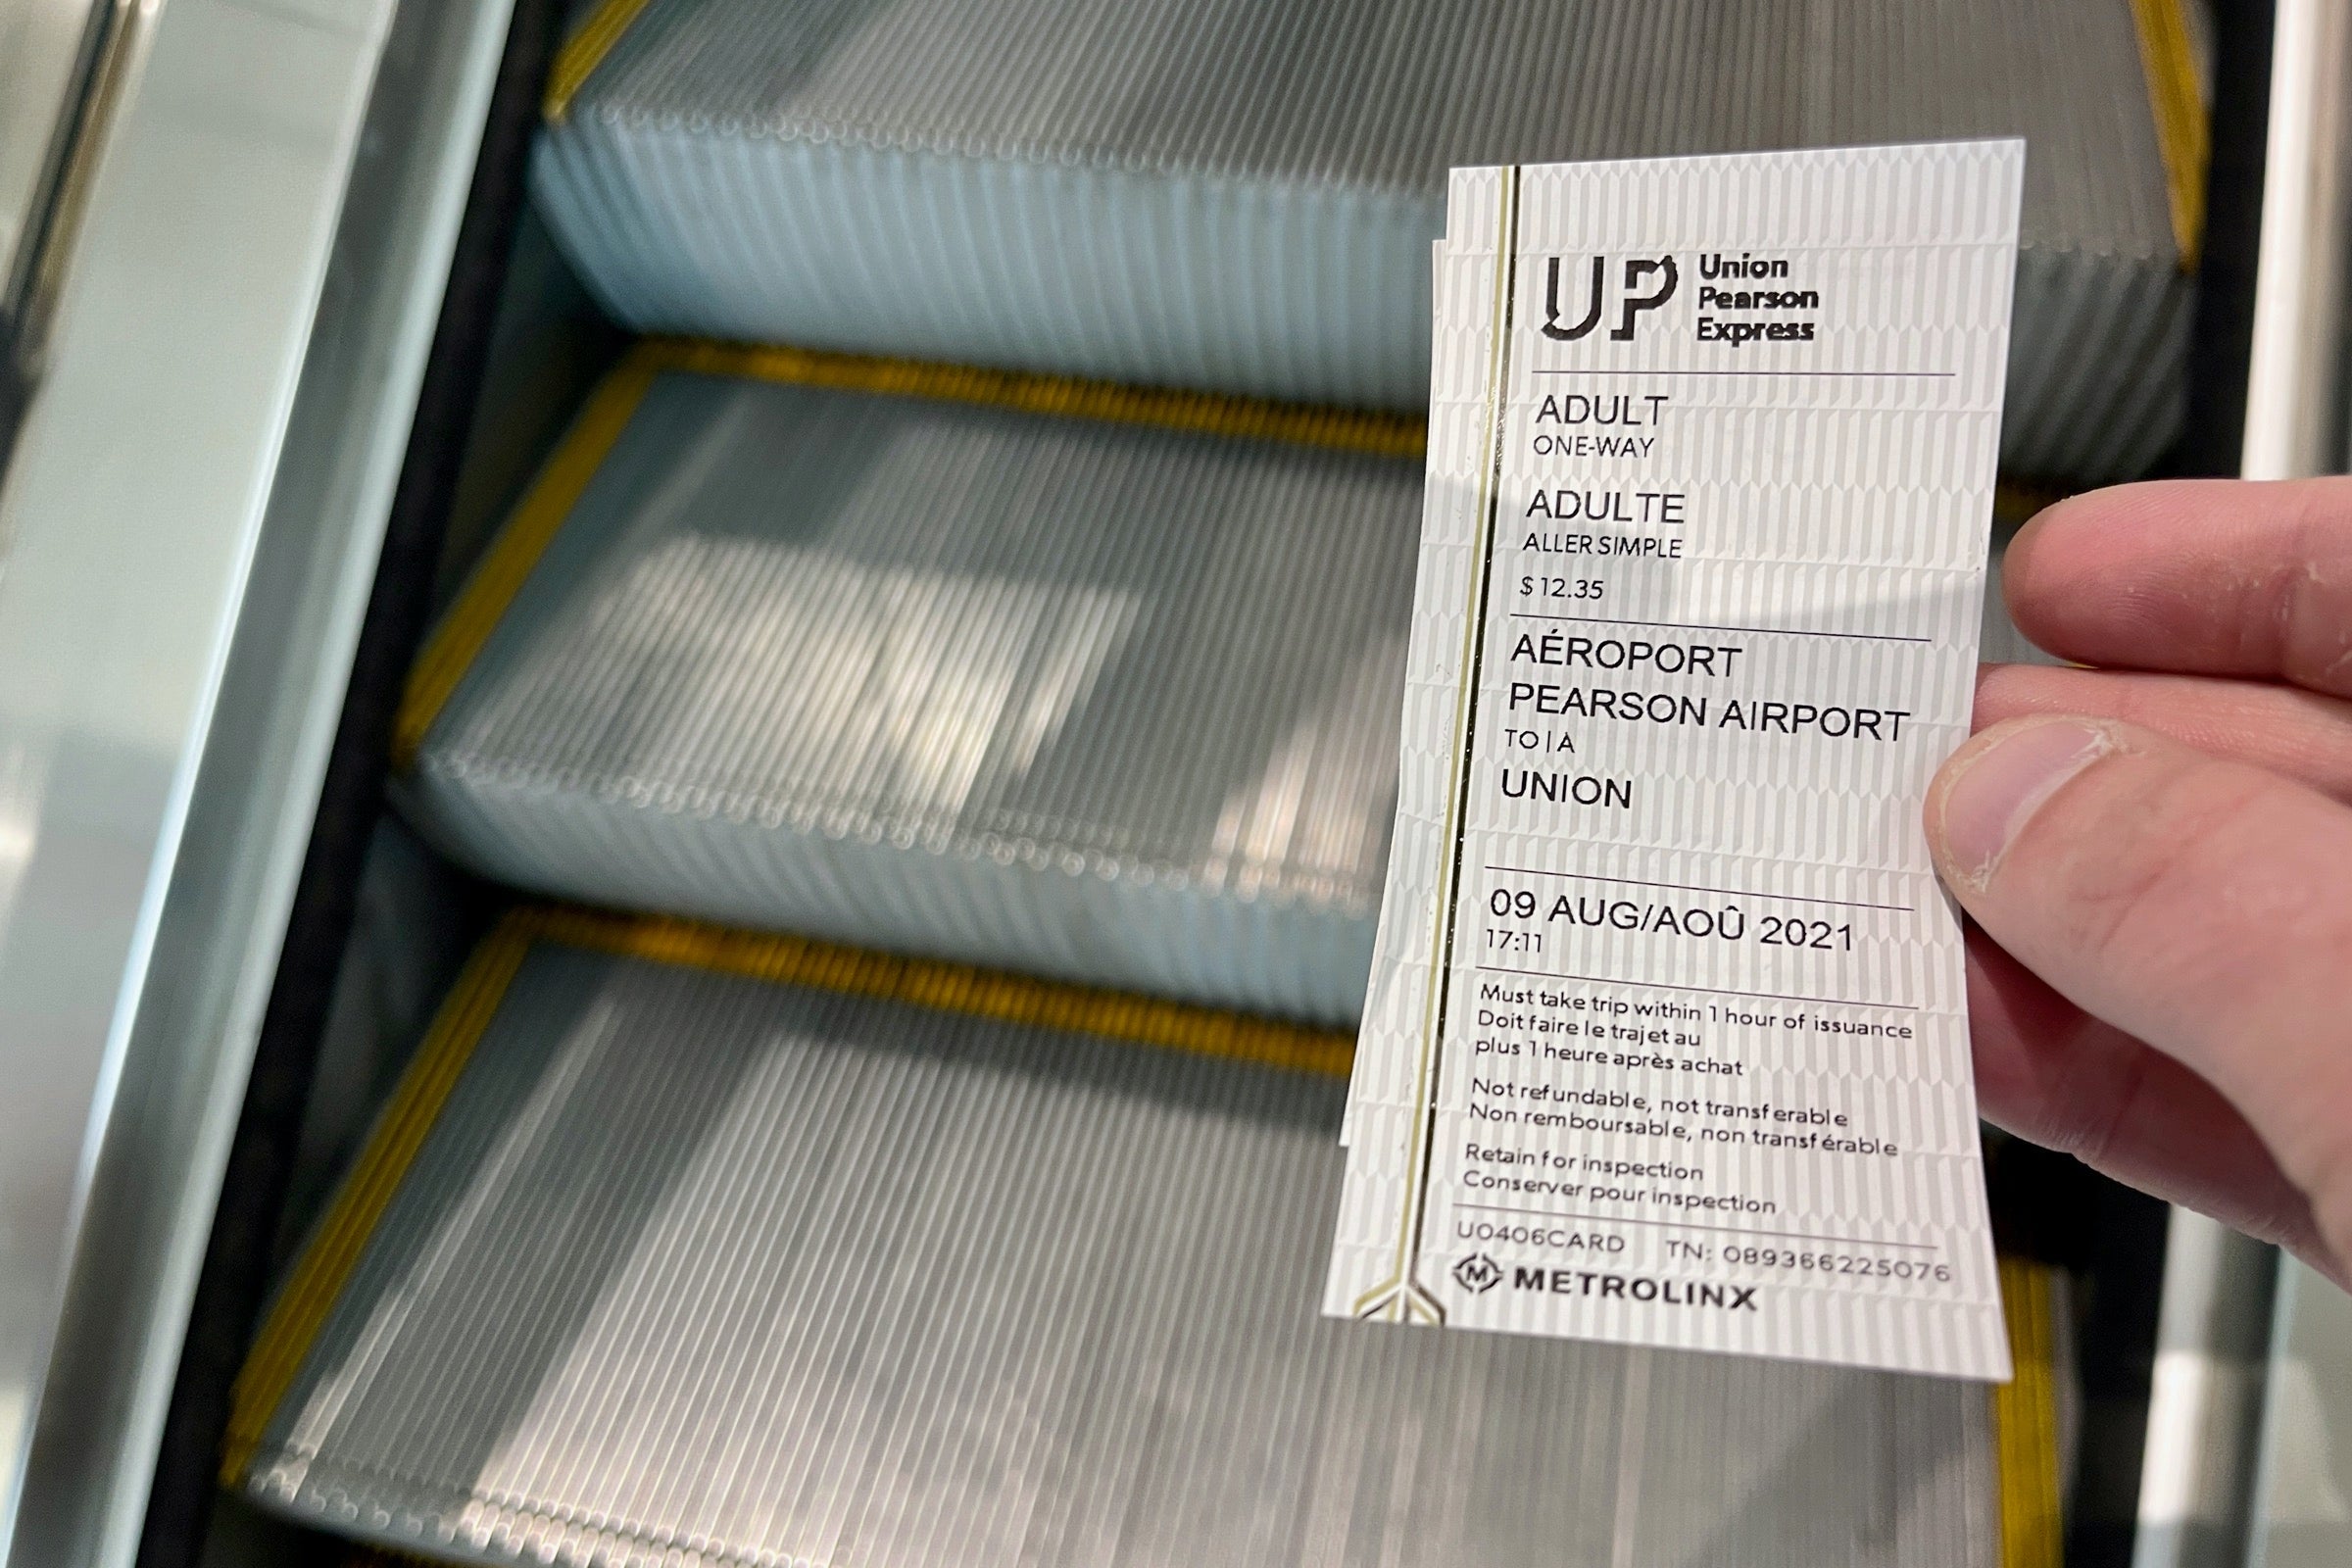 UP Union
Pearson
Express
ADULT
ONE-WAY
ADULTE
ALLER SIMPLE
$12.35
AÉROPORT
PEARSON AIRPORT
TO | À
UNION
09 AUG/AOÛ 2021
17:11
Must take trip within 1 hour of issuance
Doit faire le trajet au
plus 1 heure après achat
Not refundable, not transferable
Non remboursable, non transférable
Retain for inspection
Conserver pour inspection
U0406CARD TN: 089366225076
METROLINX